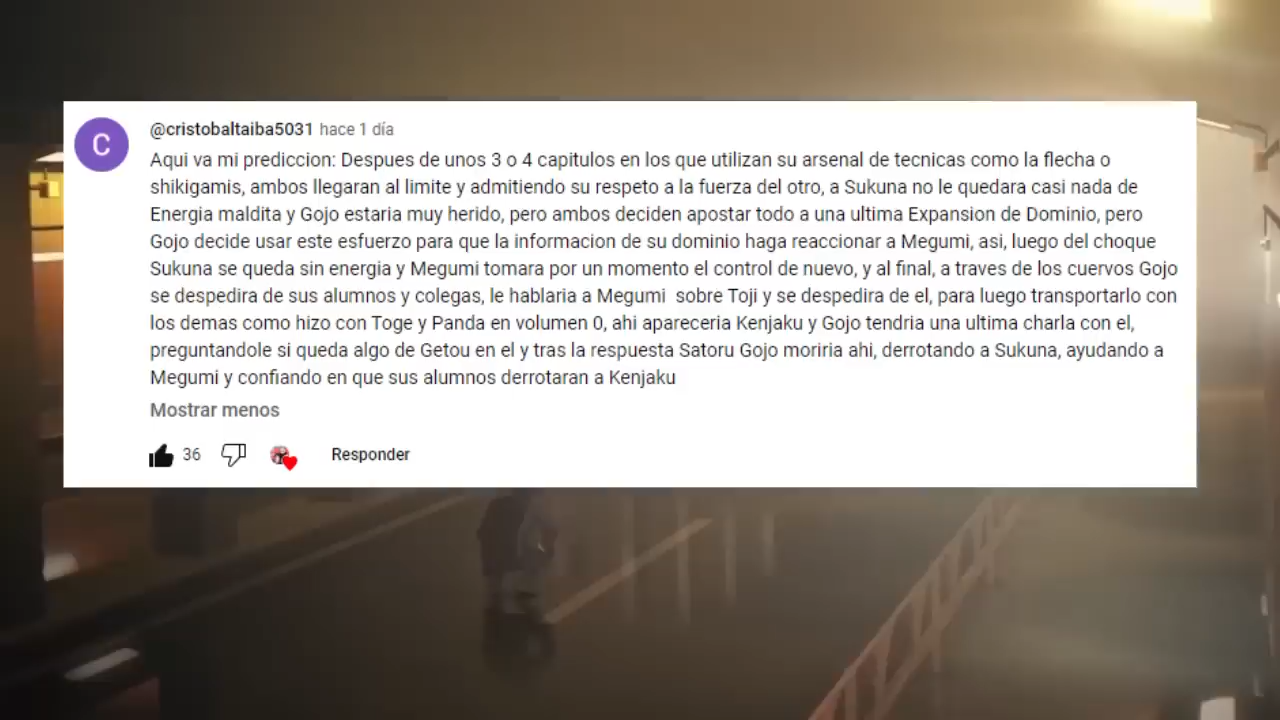 C
@cristobaltaiba5031 hace 1 día
Aqui va mi prediccion: Despues de unos 3 o 4 capitulos en los que utilizan su arsenal de tecnicas como la flecha o
shikigamis, ambos llegaran al limite y admitiendo su respeto a la fuerza del otro, a Sukuna no le quedara casi nada de
Energia maldita y Gojo estaria muy herido, pero ambos deciden apostar todo a una ultima Expansion de Dominio, pero
Gojo decide usar este esfuerzo para que la informacion de su dominio haga reaccionar a Megumi, asi, luego del choque
Sukuna se queda sin energia y Megumi tomara por un momento el control de nuevo, y al final, a traves de los cuervos Gojo
se despedira de sus alumnos y colegas, le hablaria a Megumi  sobre Toji y se despedira de el, para luego transportarlo con
los demas como hizo con Toge y Panda en volumen 0, ahi apareceria Kenjaku y Gojo tendria una ultima charla con el,
preguntandole si queda algo de Getou en el y tras la respuesta Satoru Gojo moriria ahi, derrotando a Sukuna, ayudando a
Megumi y confiando en que sus alumnos derrotaran a Kenjaku
Mostrar menos
36 Responder